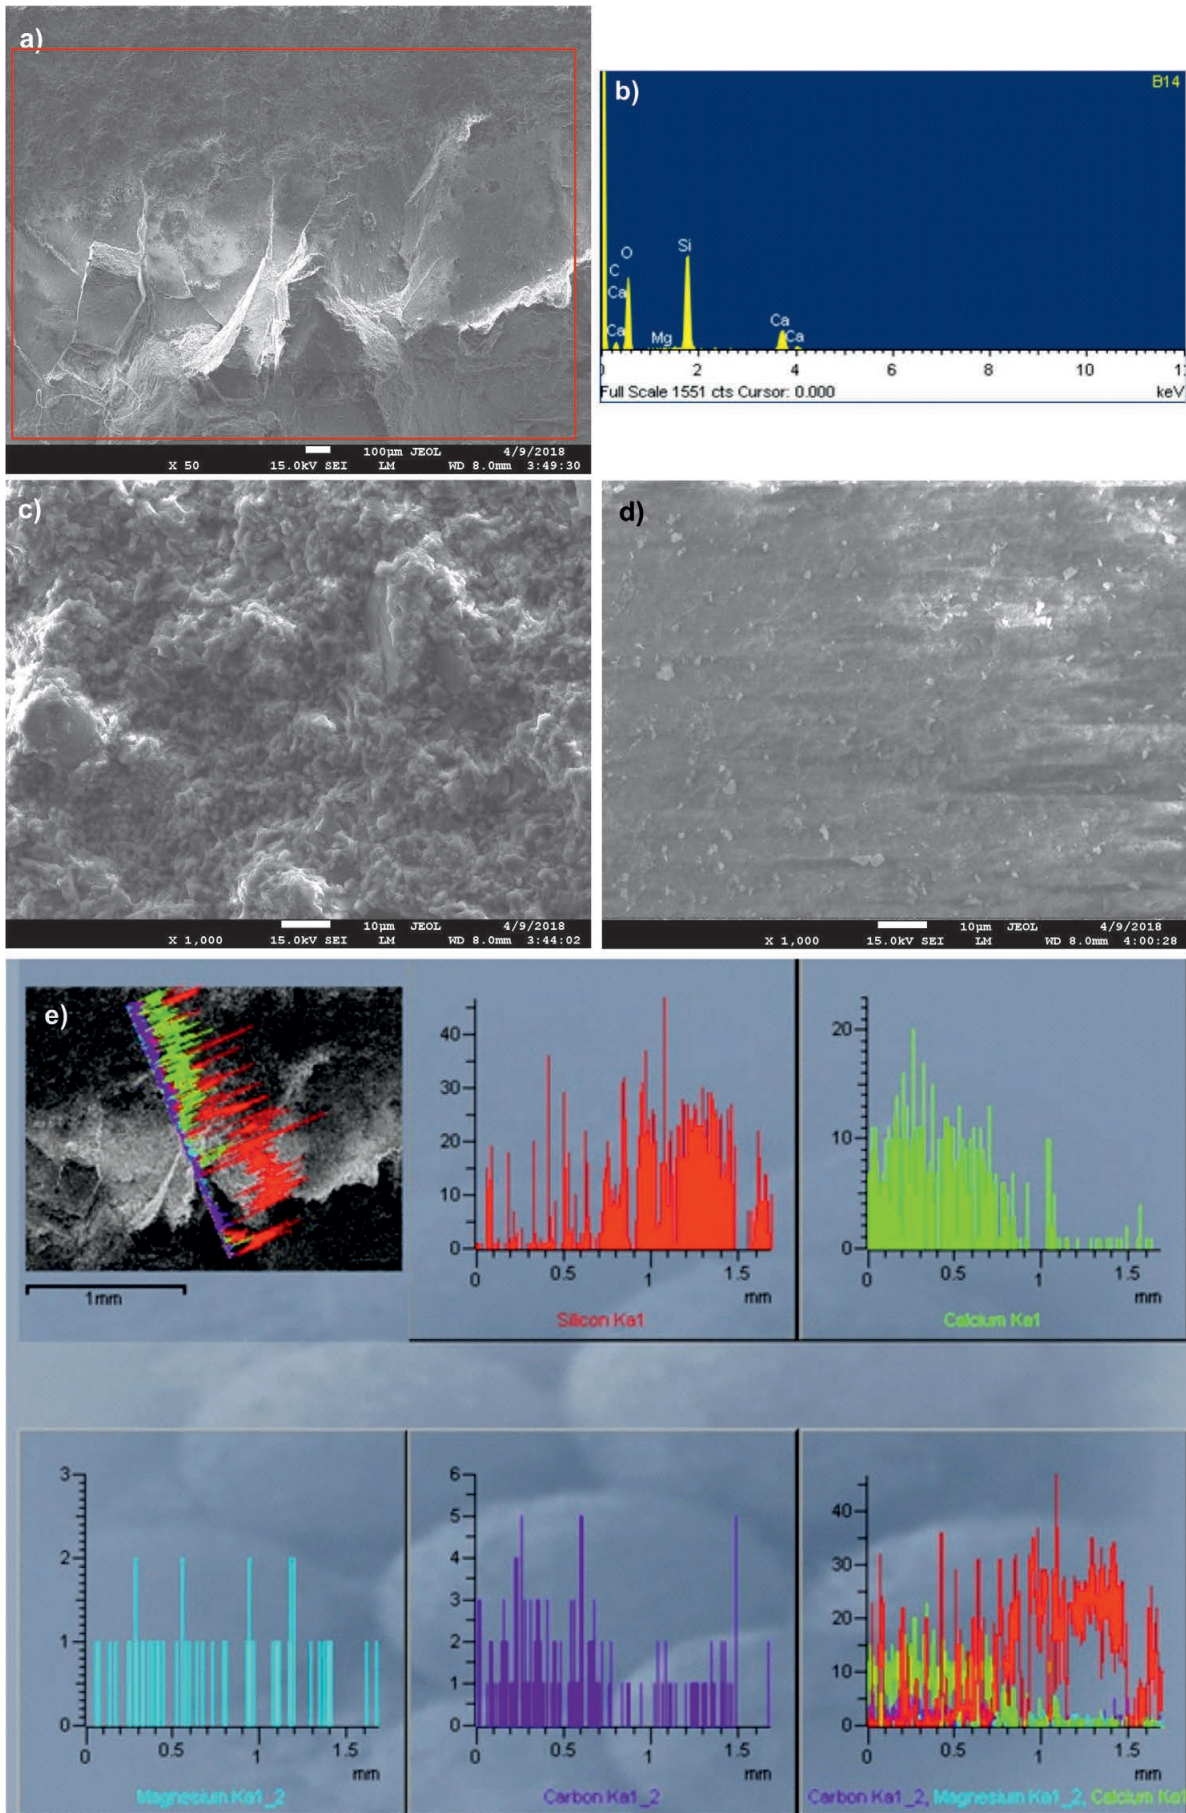 a)
100µm JEOL 4/9/2018
X 50 15.0kV SEI LM WD 8.0mm 3:49:30
b)
B14
Si
O
C
Ca
Ca
Mg
Ca
Ca
2 4 6 8 10
Full Scale 1551 cts Cursor: 0.000 keV
c)
10µm JEOL 4/9/2018
X 1,000 15.0kV SEI LM WD 8.0mm 3:44:02
d)
10µm JEOL 4/9/2018
X 1,000 15.0kV SEI LM WD 8.0mm 4:00:28
e)
1mm
40
30
20
10
0
0 0.5 1 1.5
mm
Silicon Ka1
20
10
0
0 0.5 1 1.5
mm
Calcium Ka1
3
2
1
0
0 0.5 1 1.5
mm
Magnesium Ka1_2
6
5
4
3
2
1
0
0 0.5 1 1.5
mm
Carbon Ka1_2
40
30
20
10
0
0 0.5 1 1.5
mm
Carbon Ka1_2, Magnesium Ka1_2, Calcium Ka1